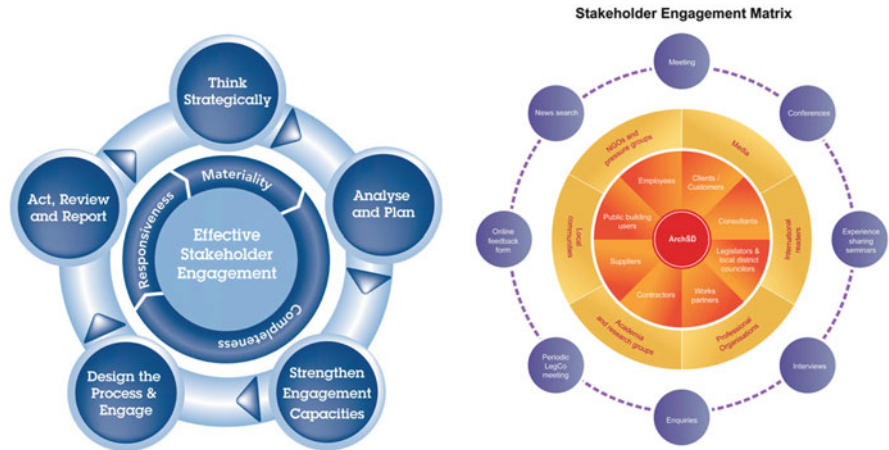 Think
Strategically
Analyse
and Plan
Strengthen
Engagement
Capacities
Design the
Process &
Engage
Act, Review
and Report
Materiality
Completeness
Responsiveness
Effective
Stakeholder
Engagement
Stakeholder Engagement Matrix
Meeting
Conferences
Experience
sharing
seminars
Interviews
Enquiries
Periodic
LegCo
meeting
Online
feedback
form
News search
NGOs and
pressure groups
Media
International
readers
Professional
Organisations
Academia
and research groups
Local
communities
Employees
Clients /
Customers
Consultants
Legislators &
local district
councilors
Works
partners
Contractors
Suppliers
Public building
users
ArchSD